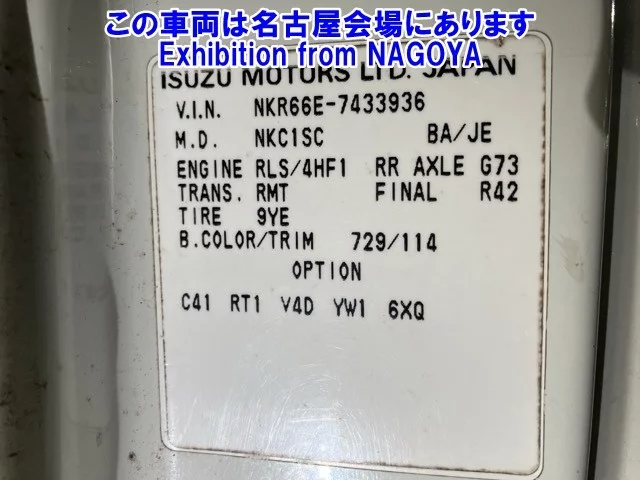 この車両は名古屋会場にあります
Exhibition from NAGOYA
ISUZU MOTORS LTD. JAPAN
V.I.N. NKR66E-7433936
M.D. NKC1SC BA/JE
ENGINE RLS/4HF1 RR AXLE G73
TRANS. RMT FINAL R42
TIRE 9YE
B.COLOR/TRIM 729/114
OPTION
C41 RT1 V4D YW1 6XQ